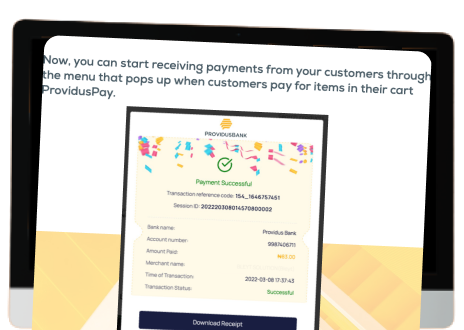 Now, you can start receiving payments from your customers through
the menu that pops up when customers pay for items in their cart
ProvidusPay.
PROVIDUSBANK
Payment Successful
Transaction reference code: 154_1646757451
Session ID: 202220308014570800002
Bank name: Providus Bank
Account number: 9987406711
Amount Paid: ₦63.00
Merchant name:
Time of Transaction: 2022-03-08 17:37:43
Transaction Status: Successful
Download Receipt